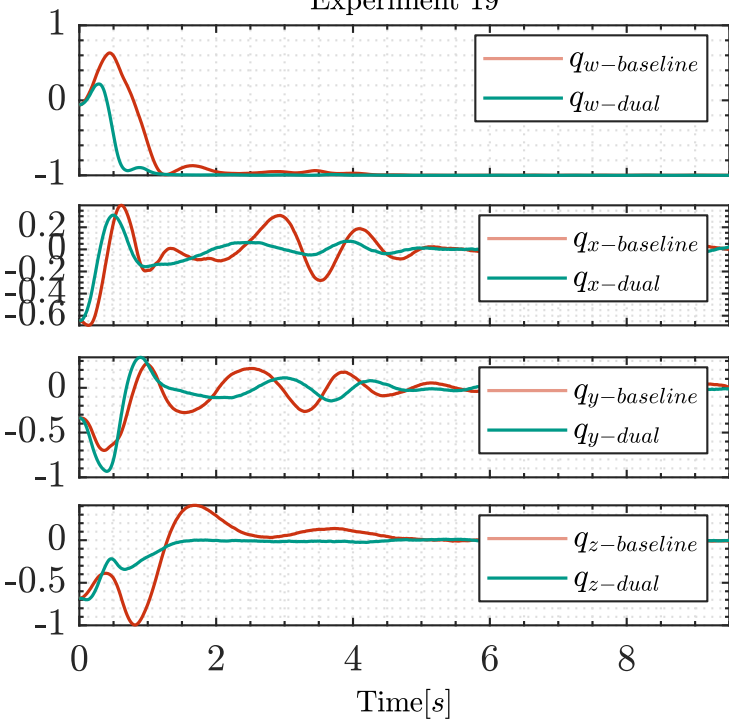 Experiment 19
1
0
-1
q_{w-baseline}
q_{w-dual}
0.2
0
-0.2
-0.4
-0.6
q_{x-baseline}
q_{x-dual}
0
-0.5
-1
q_{y-baseline}
q_{y-dual}
0
-0.5
-1
q_{z-baseline}
q_{z-dual}
0 2 4 6 8
Time[s]